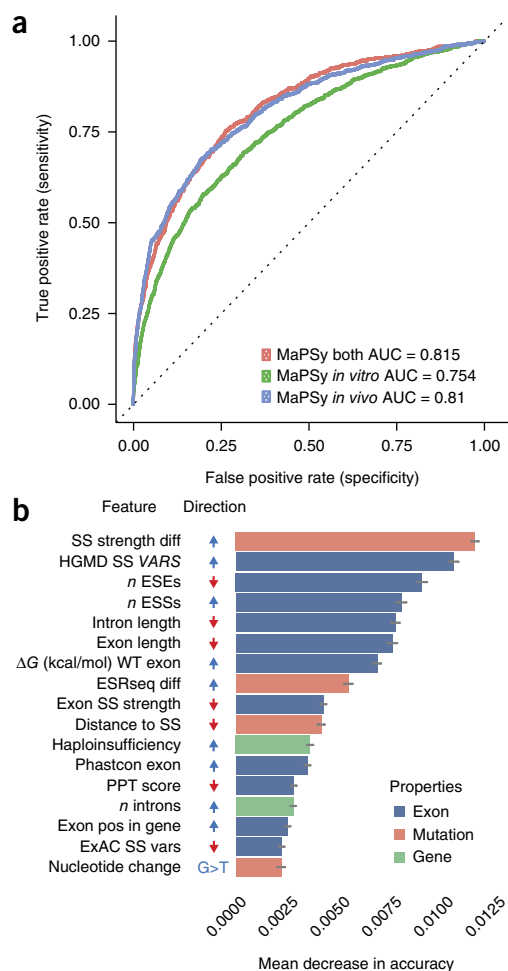 a
1.00
0.75
0.50
0.25
0.00
True positive rate (sensitivity)
MaPSy both AUC = 0.815
MaPSy in vitro AUC = 0.754
MaPSy in vivo AUC = 0.81
0.00 0.25 0.50 0.75 1.00
False positive rate (specificity)
b
Feature Direction
SS strength diff
HGMD SS VARS
n ESEs
n ESSs
Intron length
Exon length
ΔG (kcal/mol) WT exon
ESRseq diff
Exon SS strength
Distance to SS
Haploinsufficiency
Phastcon exon
PPT score
n introns
Exon pos in gene
ExAC SS vars
Nucleotide change G>T
Properties
Exon
Mutation
Gene
0.0000 0.0025 0.0050 0.0075 0.0100 0.0125
Mean decrease in accuracy